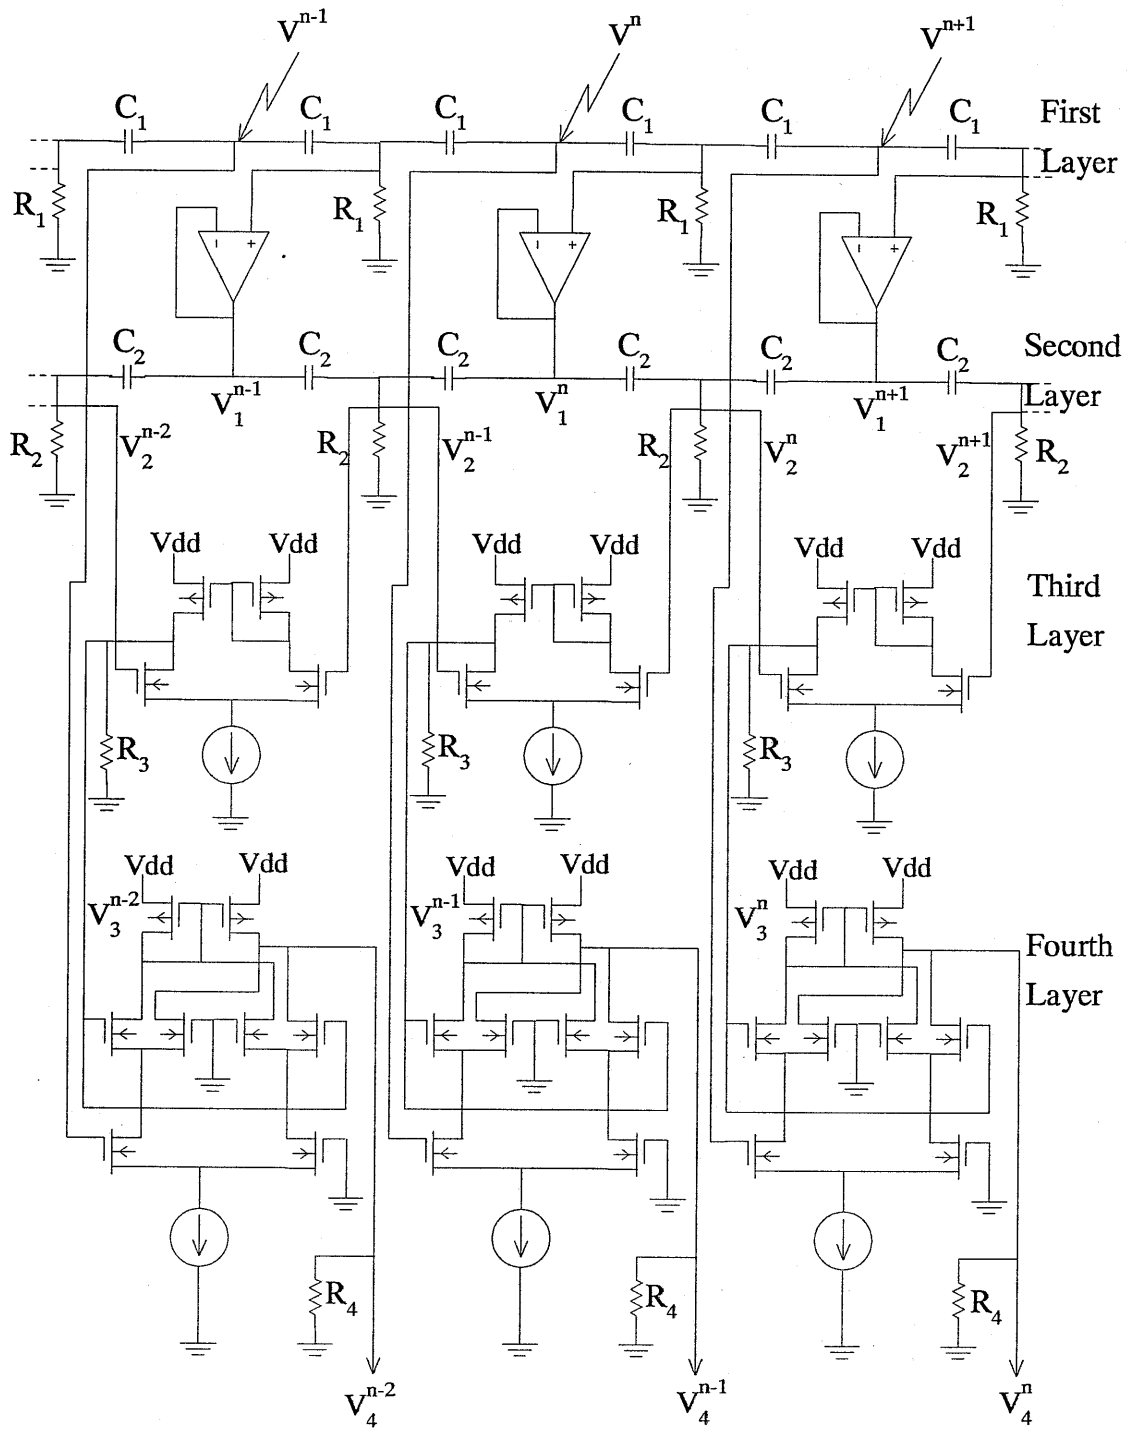 V^{n-1} V^{n} V^{n+1}
C_1 C_1 C_1 C_1 C_1 C_1 First
Layer
R_1 R_1 R_1 R_1
- + - + - +
C_2 C_2 C_2 C_2 C_2 C_2 Second
Layer
V_1^{n-1} V_1^{n} V_1^{n+1}
R_2 V_2^{n-2} R_2 V_2^{n-1} R_2 V_2^{n} V_2^{n+1} R_2
Vdd Vdd Vdd Vdd Vdd Vdd
Third
Layer
R_3 R_3 R_3
Vdd Vdd Vdd Vdd Vdd Vdd
V_3^{n-2} V_3^{n-1} V_3^{n}
Fourth
Layer
R_4 R_4 R_4
V_4^{n-2} V_4^{n-1} V_4^{n}